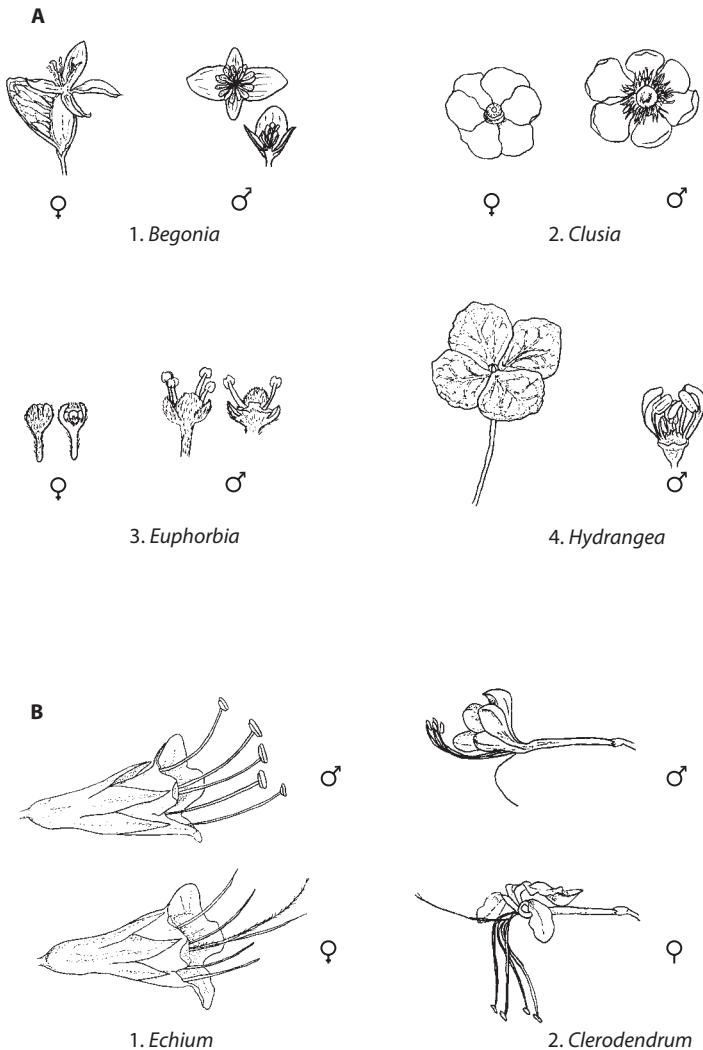 A
♀ ♂
1. Begonia
♀ ♂
2. Clusia
♀ ♂
3. Euphorbia
♂
4. Hydrangea
B
♂
♂
♀
♀
1. Echium
2. Clerodendrum